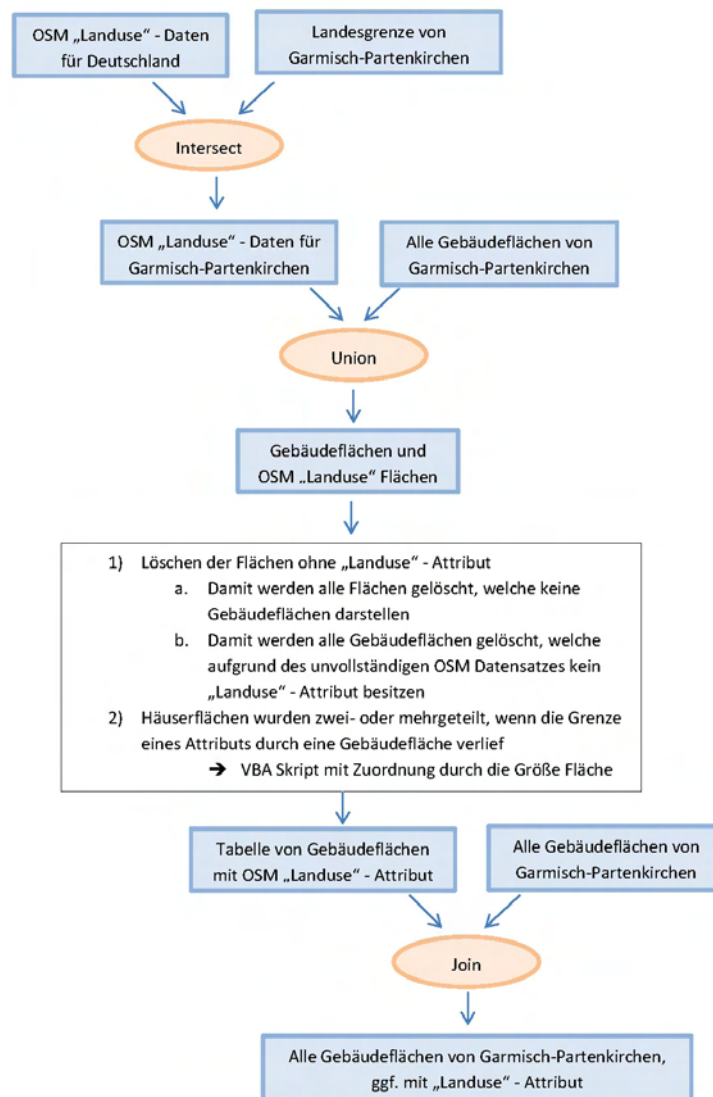 OSM „Landuse“ - Daten
für Deutschland
Landesgrenze von
Garmisch-Partenkirchen
Intersect
OSM „Landuse“ - Daten für
Garmisch-Partenkirchen
Alle Gebäudeflächen von
Garmisch-Partenkirchen
Union
Gebäudeflächen und
OSM „Landuse“ Flächen
1) Löschen der Flächen ohne „Landuse“ - Attribut
a. Damit werden alle Flächen gelöscht, welche keine
Gebäudeflächen darstellen
b. Damit werden alle Gebäudeflächen gelöscht, welche
aufgrund des unvollständigen OSM Datensatzes kein
„Landuse“ - Attribut besitzen
2) Häuserflächen wurden zwei- oder mehrgeteilt, wenn die Grenze
eines Attributs durch eine Gebäudefläche verlief
➔ VBA Skript mit Zuordnung durch die Größe Fläche
Tabelle von Gebäudeflächen
mit OSM „Landuse“ - Attribut
Alle Gebäudeflächen von
Garmisch-Partenkirchen
Join
Alle Gebäudeflächen von Garmisch-Partenkirchen,
ggf. mit „Landuse“ - Attribut